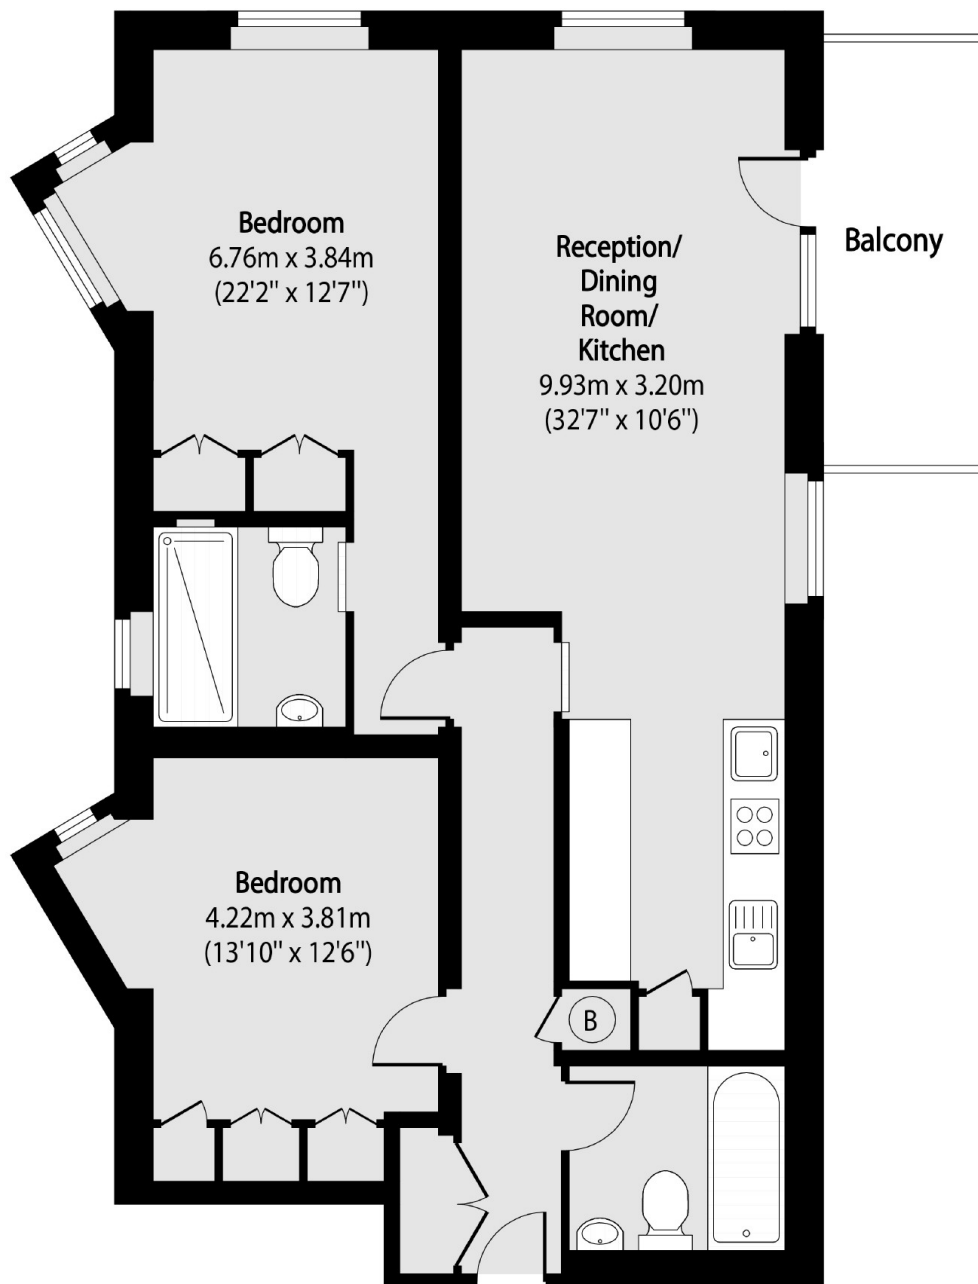 Bedroom
6.76m x 3.84m
(22'2" x 12'7")
Reception/
Dining
Room/
Kitchen
9.93m x 3.20m
(32'7" x 10'6")
Balcony
Bedroom
4.22m x 3.81m
(13'10" x 12'6")
B